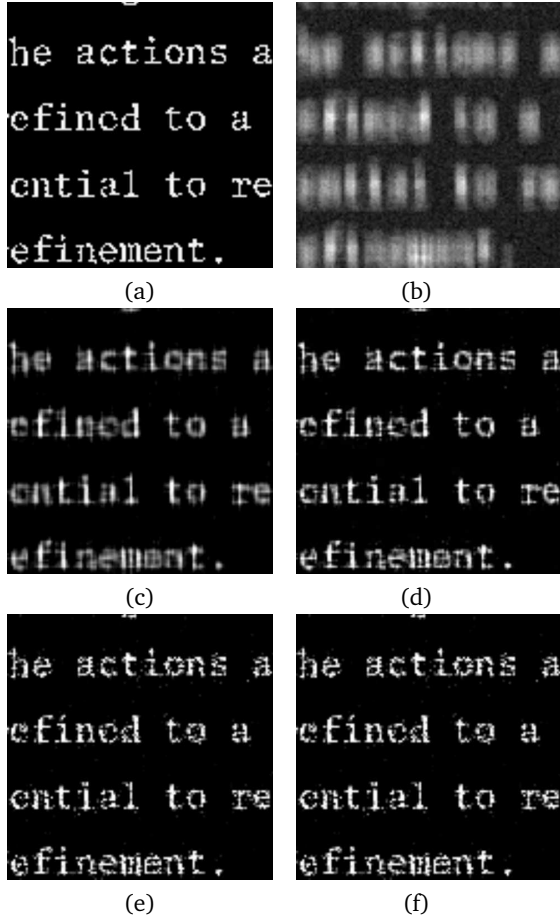 he actions a
efined to a
ential to re
efinement.
(a) (b)
he actions a he actions a
efined to a efined to a
ential to re ential to re
efinement. efinement.
(c) (d)
he actions a he actions a
efined to a efined to a
ential to re ential to re
efinement. efinement.
(e) (f)